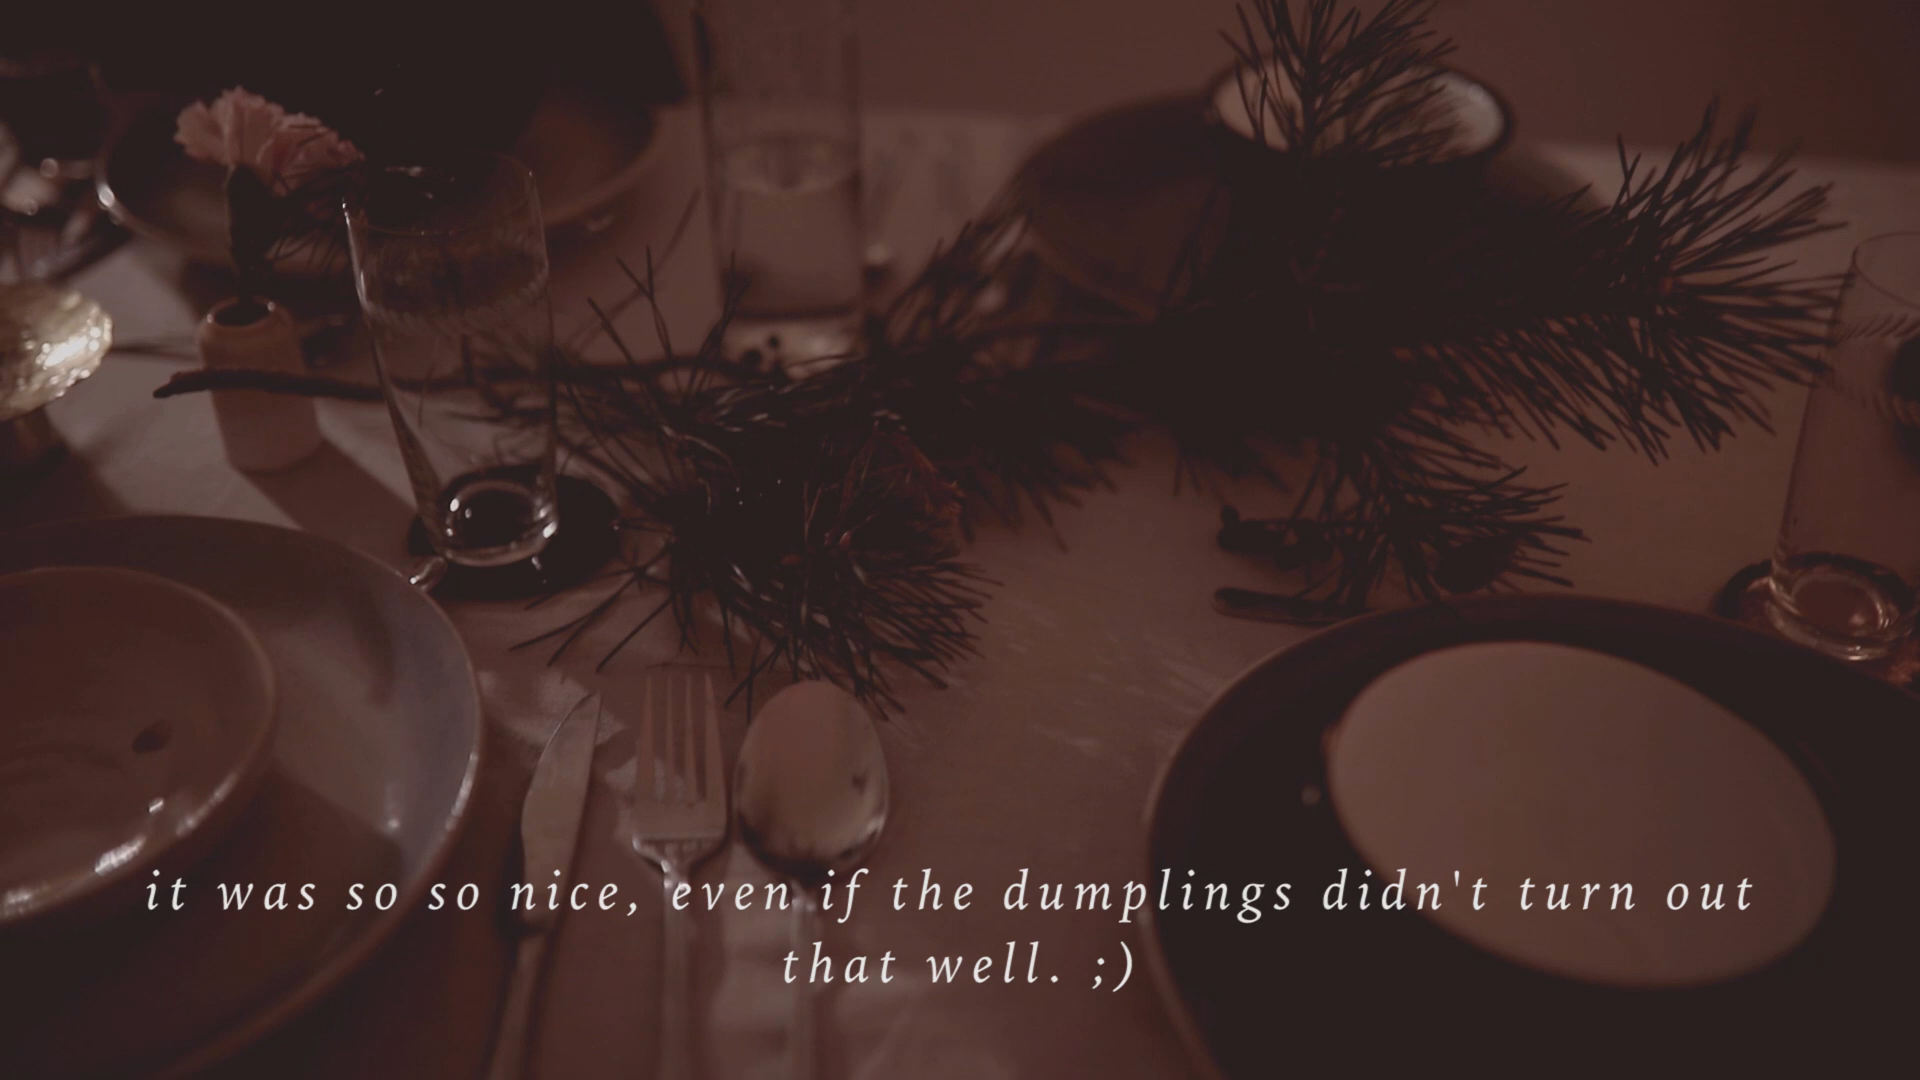 it was so so nice, even if the dumplings didn't turn out
that well. ;)